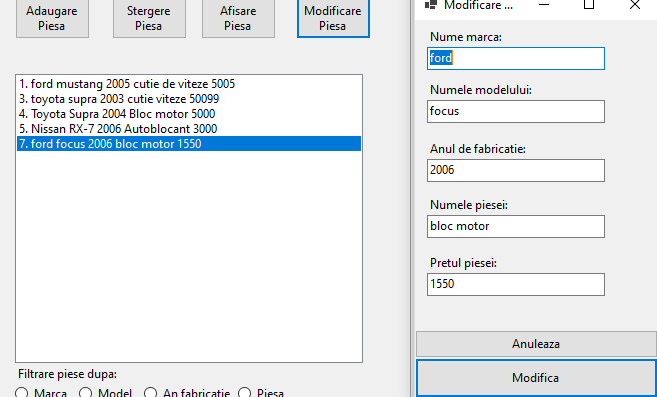 Adaugare
Piesa
Stergere
Piesa
Afisare
Piesa
Modificare
Piesa
1. ford mustang 2005 cutie de viteze 5005
3. toyota supra 2003 cutie viteze 50099
4. Toyota Supra 2004 Bloc motor 5000
5. Nissan RX-7 2006 Autoblocant 3000
7. ford focus 2006 bloc motor 1550
Filtrare piese dupa:
Marca
Model
An fabricatie
Piesa
Modificare ...
Nume marca:
ford
Numele modelului:
focus
Anul de fabricatie:
2006
Numele piesei:
bloc motor
Pretul piesei:
1550
Anuleaza
Modifica